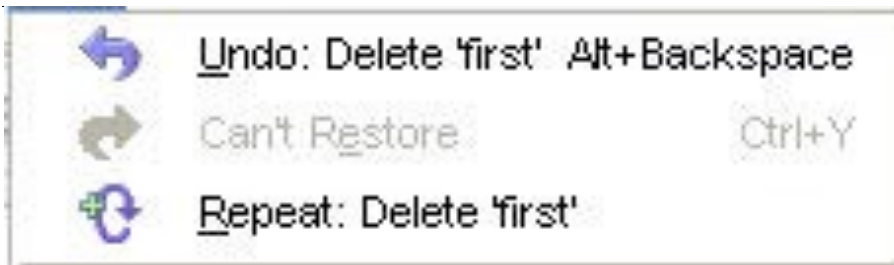 Undo: Delete 'first' Alt+Backspace
Can't Restore Ctrl+Y
Repeat: Delete 'first'